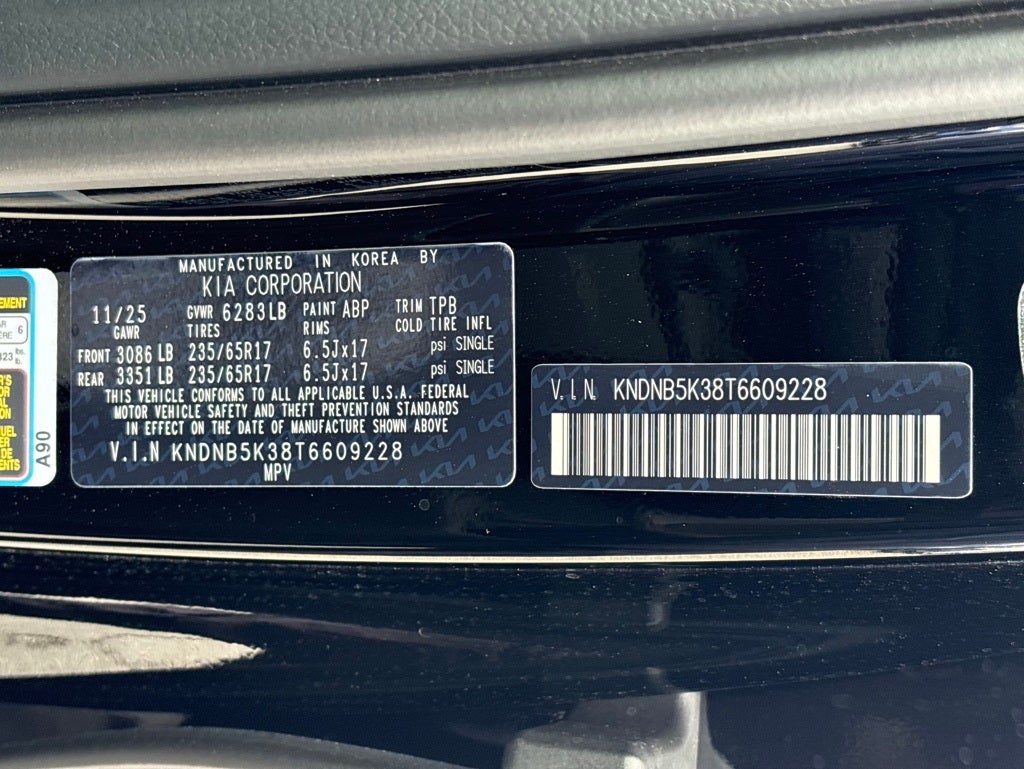 MANUFACTURED IN KOREA BY
KIA CORPORATION
11/25 GVWR 6283LB PAINT ABP TRIM TPB
GAWR TIRES RIMS COLD TIRE INFL
FRONT 3086 LB 235/65R17 6.5Jx17 psi SINGLE
REAR 3351 LB 235/65R17 6.5Jx17 psi SINGLE
THIS VEHICLE CONFORMS TO ALL APPLICABLE U.S.A. FEDERAL
MOTOR VEHICLE SAFETY AND THEFT PREVENTION STANDARDS
IN EFFECT ON THE DATE OF MANUFACTURE SHOWN ABOVE
V.I.N KNDNB5K38T6609228
MPV
V.I.N. KNDNB5K38T6609228
6
A90